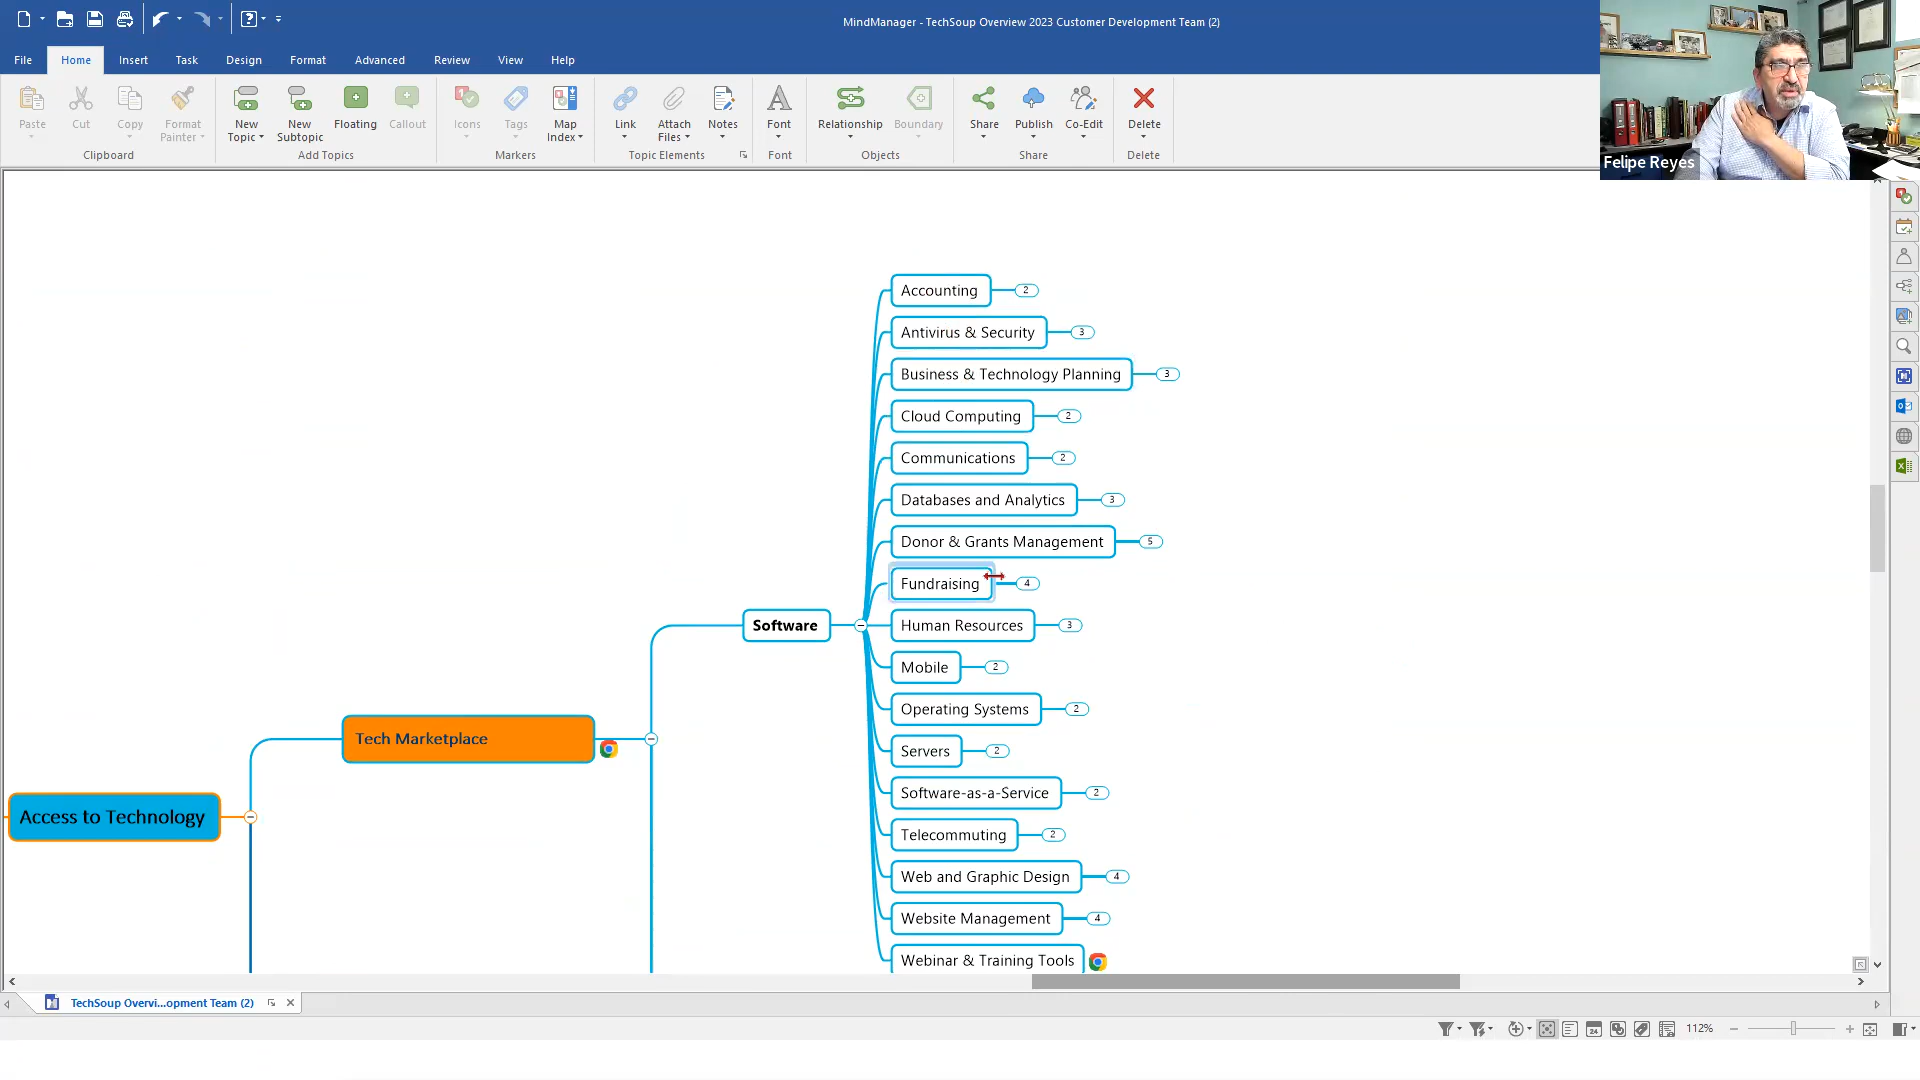 MindManager - TechSoup Overview 2023 Customer Development Team (2)
File Home Insert Task Design Format Advanced Review View Help
Paste Cut Copy Format Painter
Clipboard
New Topic New Subtopic Floating Callout
Add Topics
Icons Tags Map Index
Markers
Link Attach Files Notes
Topic Elements
Font
Font
Relationship Boundary
Objects
Share Publish Co-Edit
Share
Delete
Delete
Felipe Reyes
Accounting 2
Antivirus & Security 3
Business & Technology Planning 3
Cloud Computing 2
Communications 2
Databases and Analytics 3
Donor & Grants Management 5
Fundraising 4
Software
Human Resources 3
Mobile 2
Operating Systems 2
Tech Marketplace
Servers 2
Software-as-a-Service 2
Access to Technology
Telecommuting 2
Web and Graphic Design 4
Website Management 4
Webinar & Training Tools
TechSoup Overvi...opment Team (2)
112%